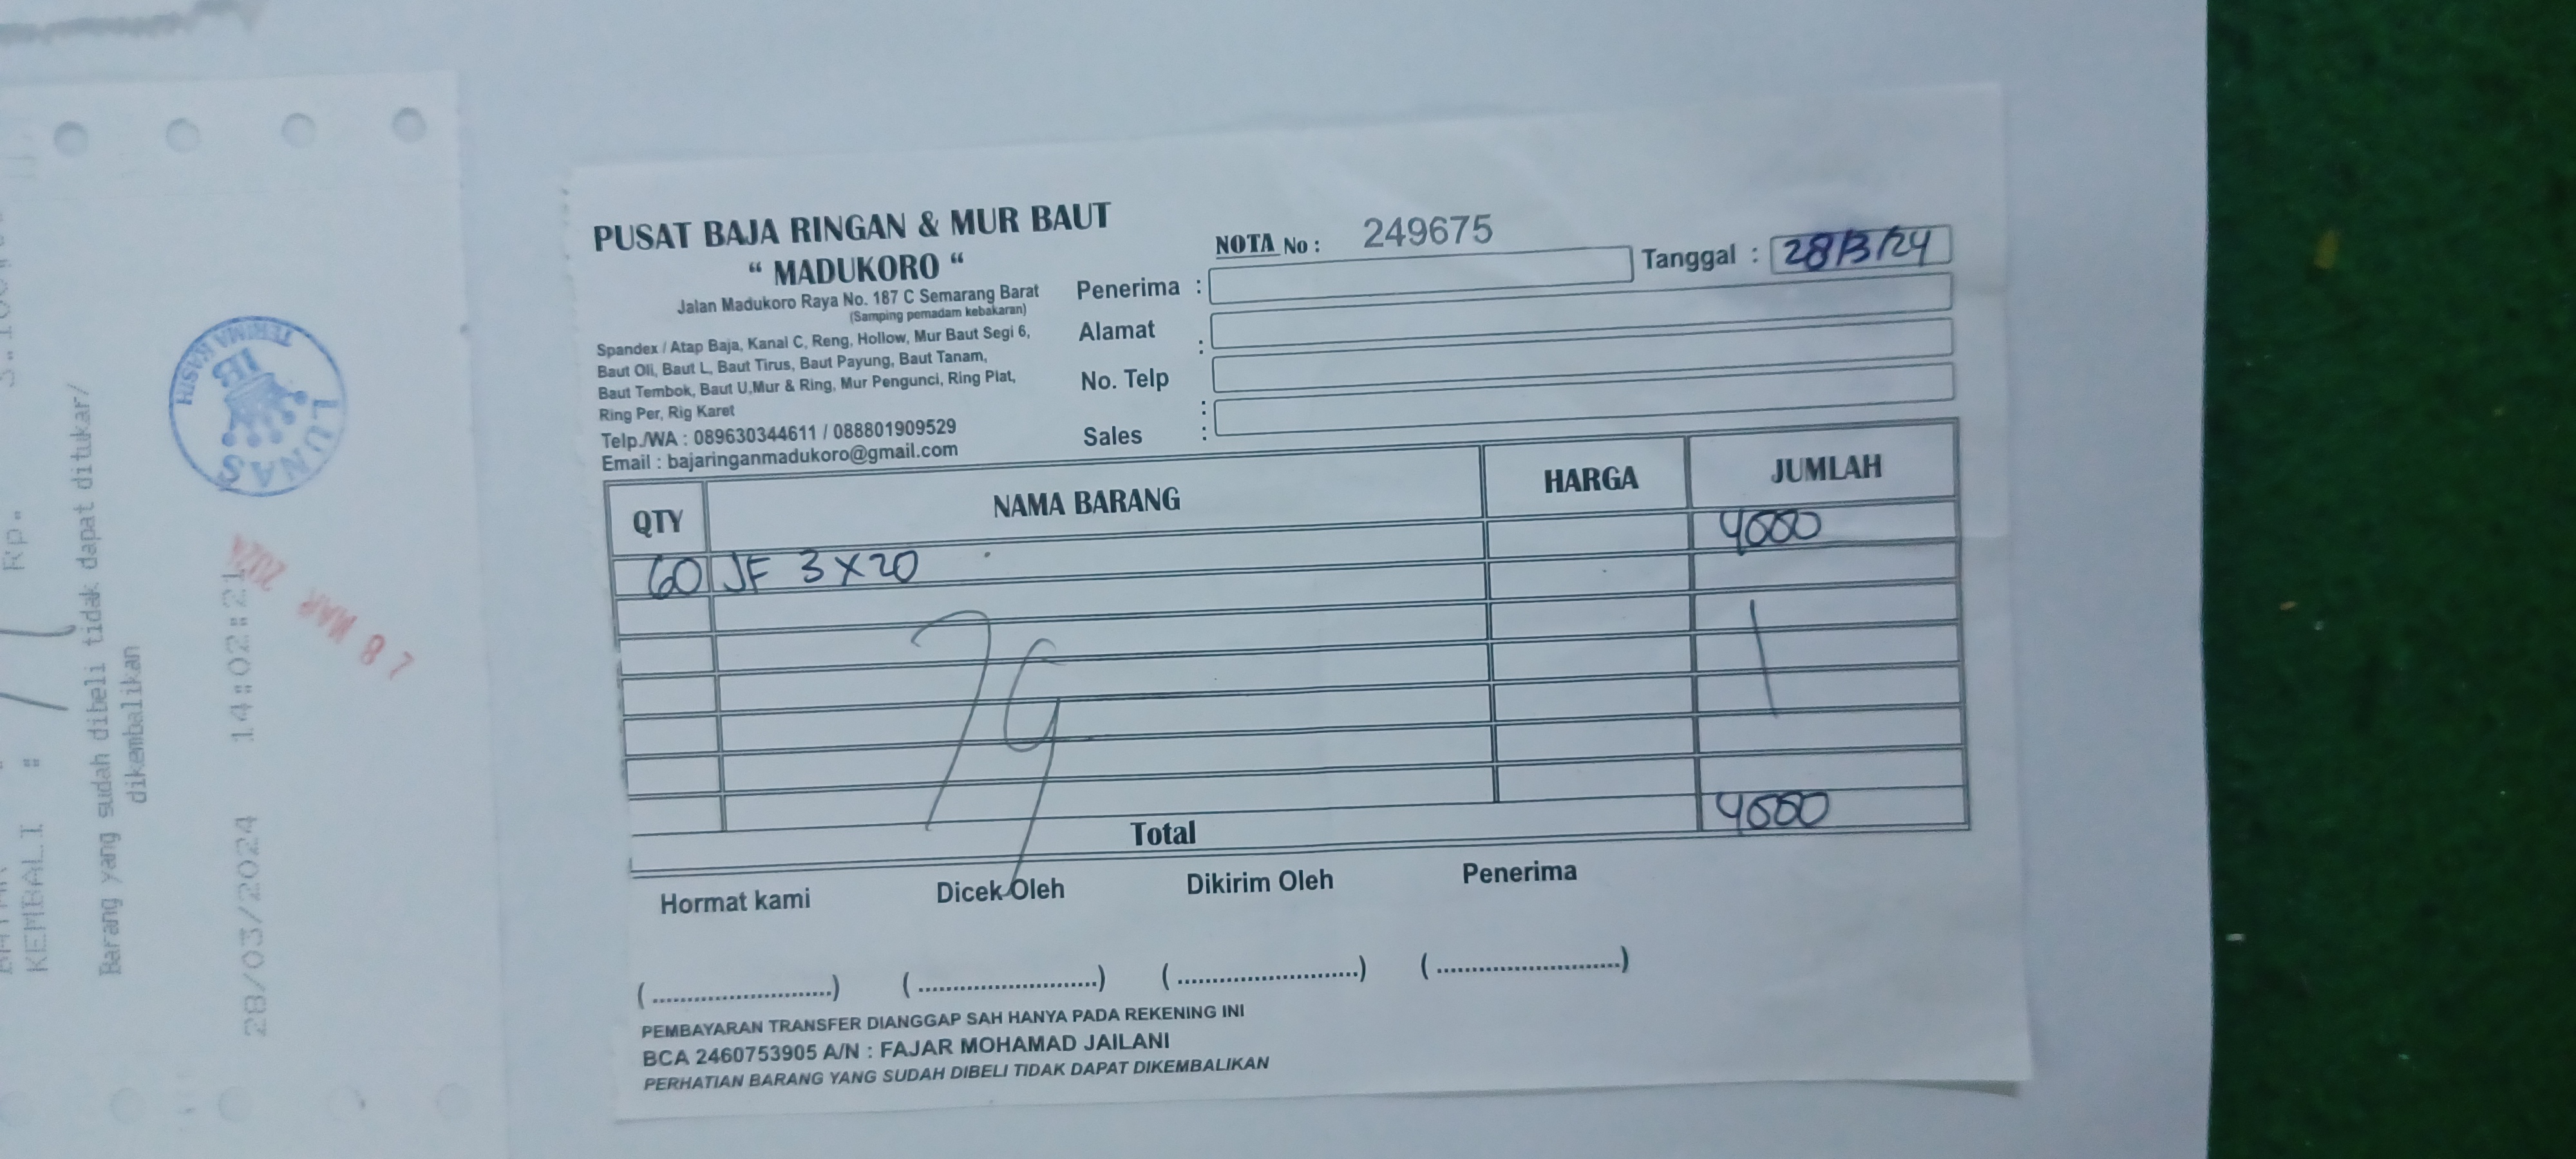 PUSAT BAJA RINGAN & MUR BAUT
“ MADUKORO “
Jalan Madukoro Raya No. 187 C Semarang Barat
(Samping pemadam kebakaran)
Spandex / Atap Baja, Kanal C, Reng, Hollow, Mur Baut Segi 6,
Baut Oli, Baut L, Baut Tirus, Baut Payung, Baut Tanam,
Baut Tembok, Baut U,Mur & Ring, Mur Pengunci, Ring Plat,
Ring Per, Rig Karet
Telp./WA : 089630344611 / 088801909529
Email : bajaringanmadukoro@gmail.com
NOTA No : 249675
Tanggal : 28/3/24
Penerima :
Alamat :
No. Telp :
Sales :
QTY NAMA BARANG HARGA JUMLAH
60 JF 3 x 20 4000
Total 4000
Hormat kami Dicek Oleh Dikirim Oleh Penerima
(............................) (............................) (............................) (............................)
PEMBAYARAN TRANSFER DIANGGAP SAH HANYA PADA REKENING INI
BCA 2460753905 A/N : FAJAR MOHAMAD JAILANI
PERHATIAN BARANG YANG SUDAH DIBELI TIDAK DAPAT DIKEMBALIKAN
KEMBALI : Rp.
Barang yang sudah dibeli tidak dapat ditukar/
dikembalikan
28/03/2024 14:02:21
28 MAR 2024
LUNAS
IB
TERIMA KASIH